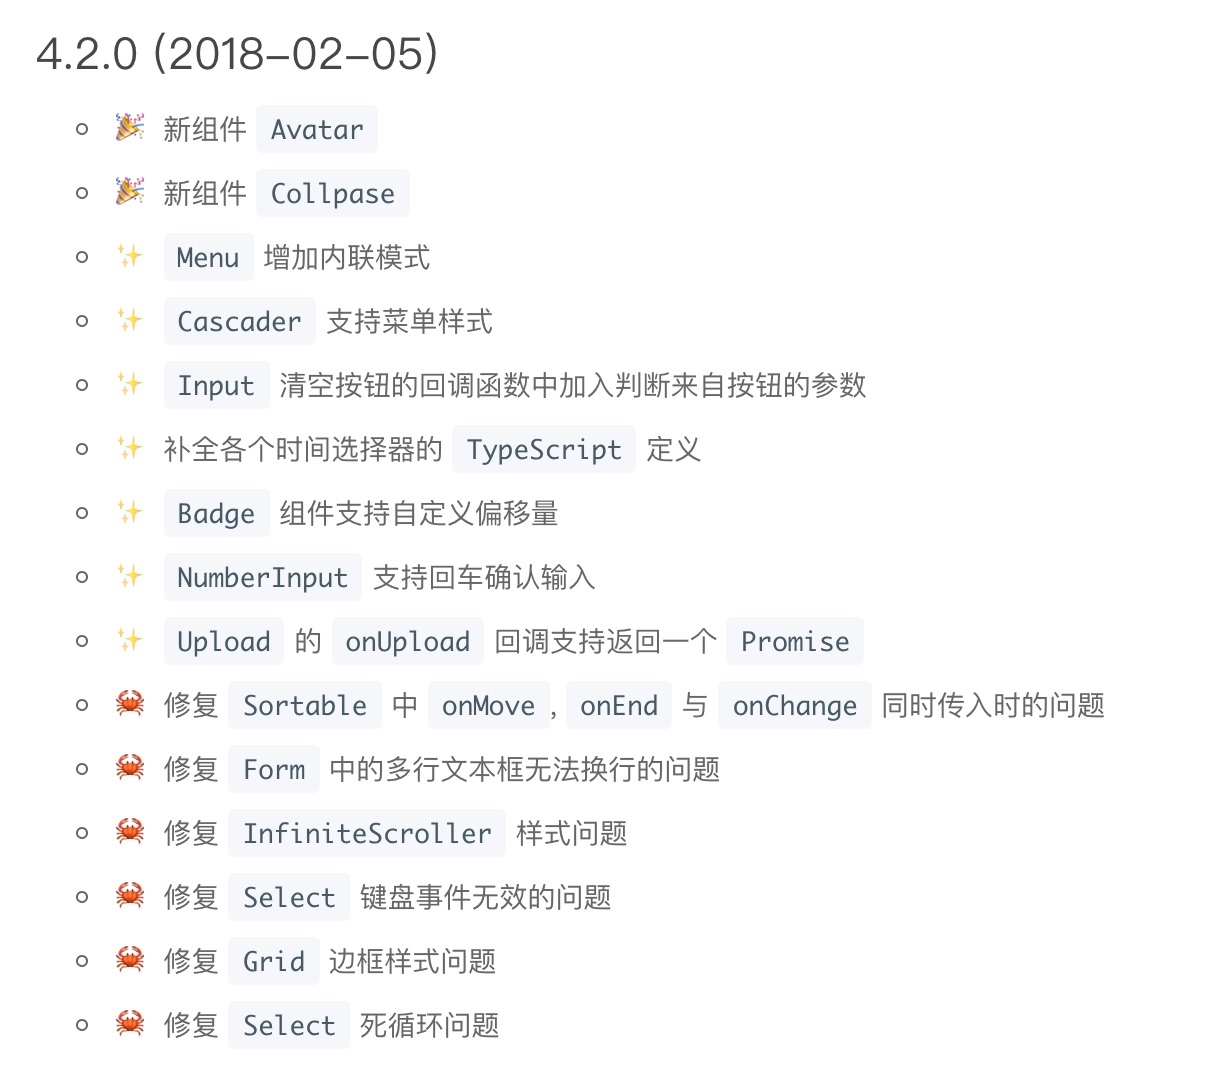 4.2.0 (2018-02-05)
🎉 新组件 Avatar
🎉 新组件 Collpase
✨ Menu 增加内联模式
✨ Cascader 支持菜单样式
✨ Input 清空按钮的回调函数中加入判断来自按钮的参数
✨ 补全各个时间选择器的 TypeScript 定义
✨ Badge 组件支持自定义偏移量
✨ NumberInput 支持回车确认输入
✨ Upload 的 onUpload 回调支持返回一个 Promise
🦀 修复 Sortable 中 onMove, onEnd 与 onChange 同时传入时的问题
🦀 修复 Form 中的多行文本框无法换行的问题
🦀 修复 InfiniteScroller 样式问题
🦀 修复 Select 键盘事件无效的问题
🦀 修复 Grid 边框样式问题
🦀 修复 Select 死循环问题